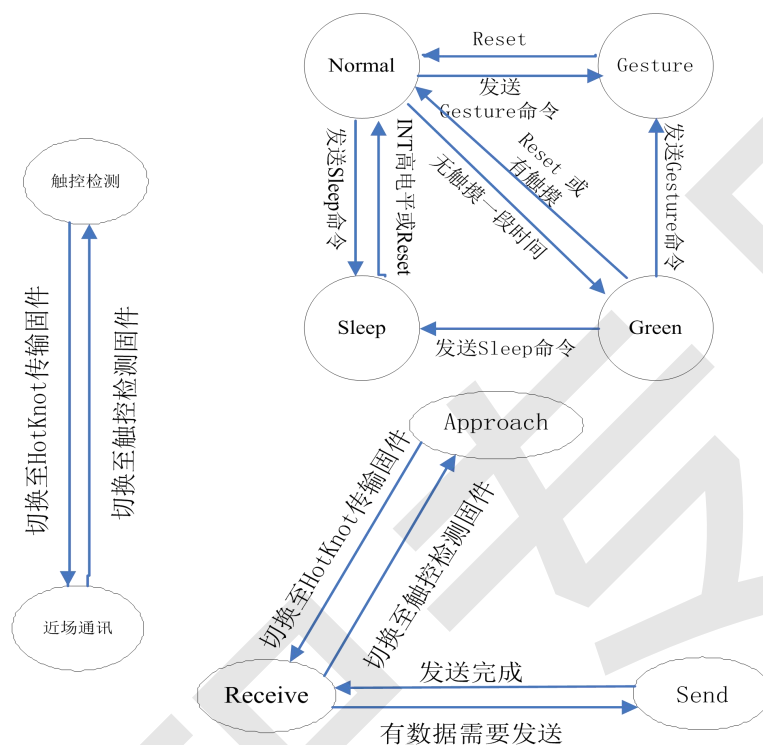 Normal
Reset
Gesture
发送
Gesture命令
发送Sleep命令
INT高电平或Reset
Reset 或
有触摸
无触摸一段时间
发送Gesture命令
Sleep
发送Sleep命令
Green
触控检测
切换至HotKnot传输固件
切换至触控检测固件
近场通讯
Approach
切换至HotKnot传输固件
切换至触控检测固件
Receive
发送完成
有数据需要发送
Send